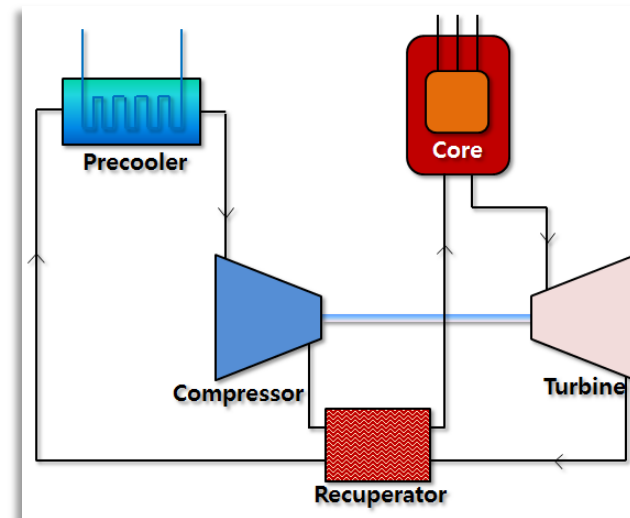 Core
Precooler
Compressor
Turbine
Recuperator